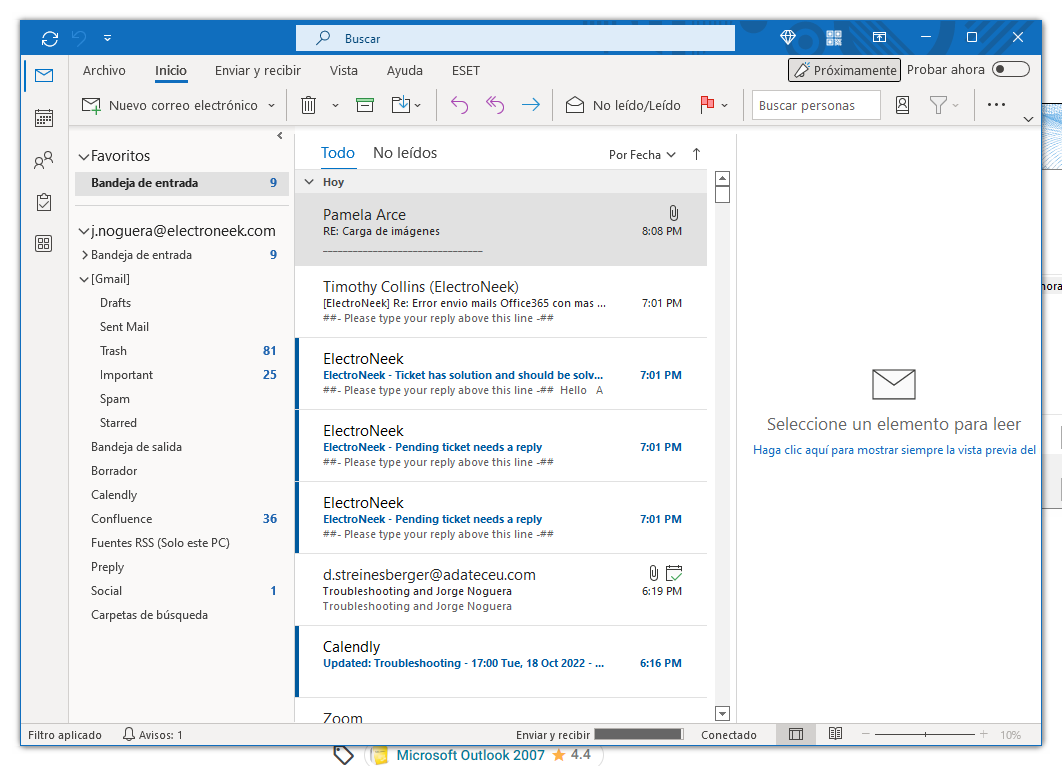 Buscar
Archivo Inicio Enviar y recibir Vista Ayuda ESET Próximamente Probar ahora
Nuevo correo electrónico No leído/Leído Buscar personas
Favoritos
Bandeja de entrada 9
j.noguera@electroneek.com
Bandeja de entrada 9
[Gmail]
Drafts
Sent Mail
Trash 81
Important 25
Spam
Starred
Bandeja de salida
Borrador
Calendly
Confluence 36
Fuentes RSS (Solo este PC)
Preply
Social 1
Carpetas de búsqueda
Todo No leídos Por Fecha
Hoy
Pamela Arce
RE: Carga de imágenes 8:08 PM
________________________________
Timothy Collins (ElectroNeek)
[ElectroNeek] Re: Error envio mails Office365 con mas ... 7:01 PM
##- Please type your reply above this line -##
ElectroNeek
ElectroNeek - Ticket has solution and should be solv... 7:01 PM
##- Please type your reply above this line -## Hello A
ElectroNeek
ElectroNeek - Pending ticket needs a reply 7:01 PM
##- Please type your reply above this line -##
ElectroNeek
ElectroNeek - Pending ticket needs a reply 7:01 PM
##- Please type your reply above this line -##
d.streinesberger@adateceu.com
Troubleshooting and Jorge Noguera 6:19 PM
Troubleshooting and Jorge Noguera
Calendly
Updated: Troubleshooting - 17:00 Tue, 18 Oct 2022 - ... 6:16 PM
Zoom
Seleccione un elemento para leer
Haga clic aquí para mostrar siempre la vista previa del
hora
Filtro aplicado Avisos: 1 Enviar y recibir Conectado 10%
Microsoft Outlook 2007 4.4